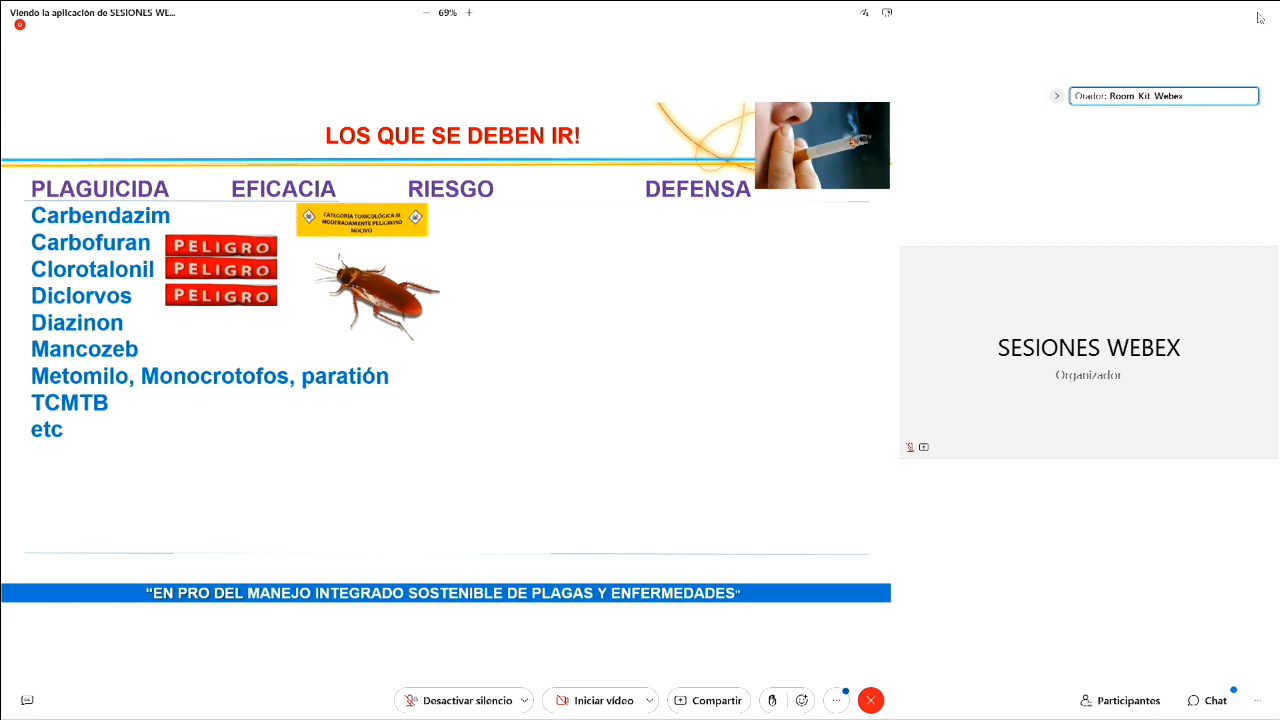 Viendo la aplicación de SESIONES WE...
69%
Orador: Room Kit Webex
LOS QUE SE DEBEN IR!
PLAGUICIDA EFICACIA RIESGO DEFENSA
Carbendazim
CATEGORÍA TOXICOLÓGICA III
MODERADAMENTE PELIGROSO
NOCIVO
Carbofuran PELIGRO
Clorotalonil PELIGRO
Diclorvos PELIGRO
Diazinon
Mancozeb
Metomilo, Monocrotofos, paratión
TCMTB
etc
SESIONES WEBEX
Organizador
“EN PRO DEL MANEJO INTEGRADO SOSTENIBLE DE PLAGAS Y ENFERMEDADES”
Desactivar silencio Iniciar vídeo Compartir Participantes Chat